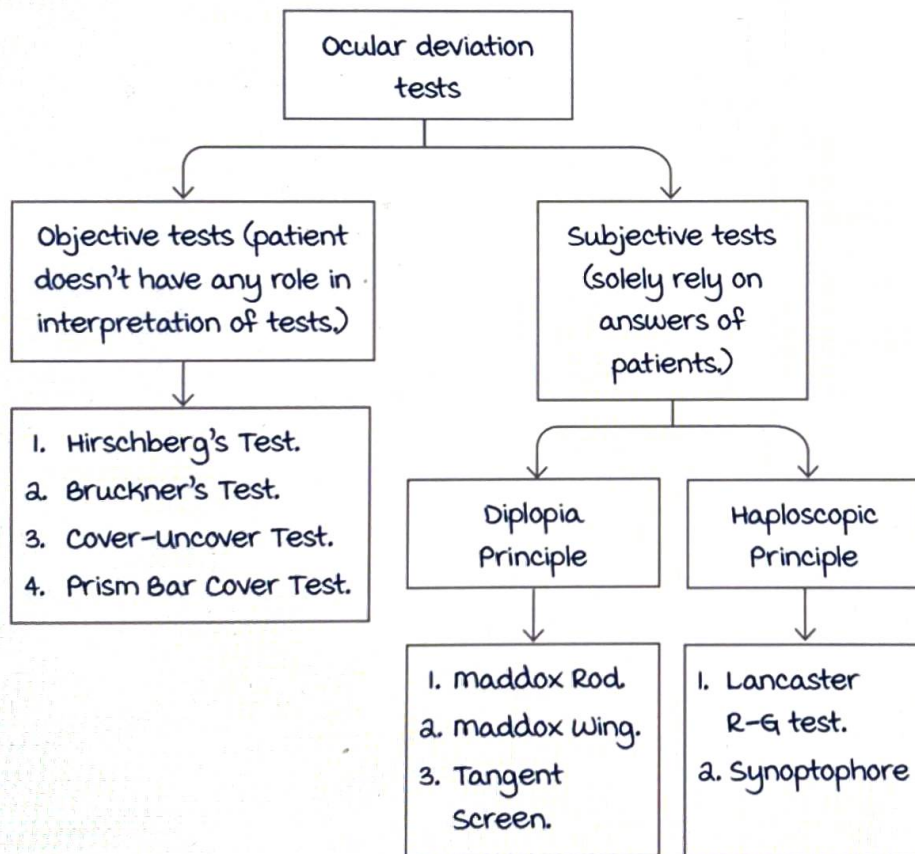 Ocular deviation
tests
Objective tests (patient
doesn't have any role in
interpretation of tests.)
Subjective tests
(solely rely on
answers of
patients.)
1. Hirschberg's Test.
2. Bruckner's Test.
3. Cover-Uncover Test.
4. Prism Bar Cover Test.
Diplopia
Principle
Haploscopic
Principle
1. Maddox Rod.
2. Maddox Wing.
3. Tangent
Screen.
1. Lancaster
R-G test.
2. Synoptophore